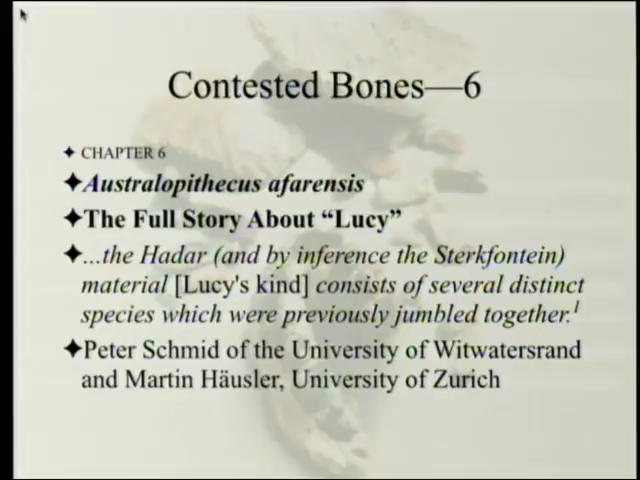 Contested Bones—6
✦ CHAPTER 6
✦Australopithecus afarensis
✦The Full Story About “Lucy”
✦...the Hadar (and by inference the Sterkfontein)
material [Lucy's kind] consists of several distinct
species which were previously jumbled together.1
✦Peter Schmid of the University of Witwatersrand
and Martin Häusler, University of Zurich